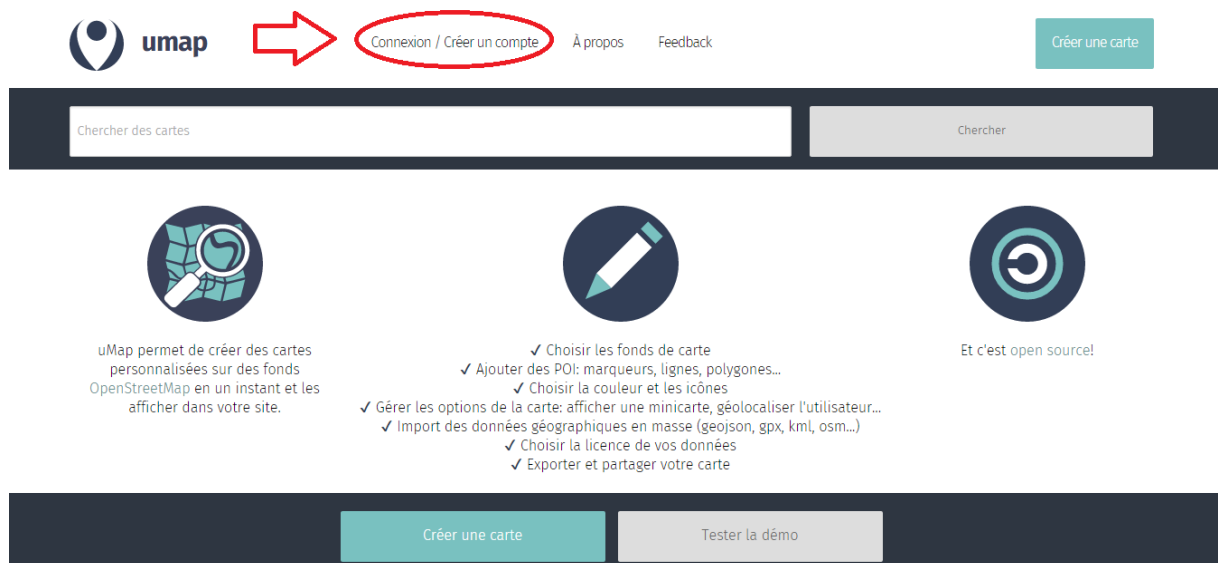 umap
Connexion / Créer un compte
À propos
Feedback
Créer une carte
Chercher des cartes
Chercher
uMap permet de créer des cartes
personnalisées sur des fonds
OpenStreetMap en un instant et les
afficher dans votre site.
✓ Choisir les fonds de carte
✓ Ajouter des POI: marqueurs, lignes, polygones...
✓ Choisir la couleur et les icônes
✓ Gérer les options de la carte: afficher une minicarte, géolocaliser l'utilisateur...
✓ Import des données géographiques en masse (geojson, gpx, kml, osm...)
✓ Choisir la licence de vos données
✓ Exporter et partager votre carte
Et c'est open source!
Créer une carte
Tester la démo